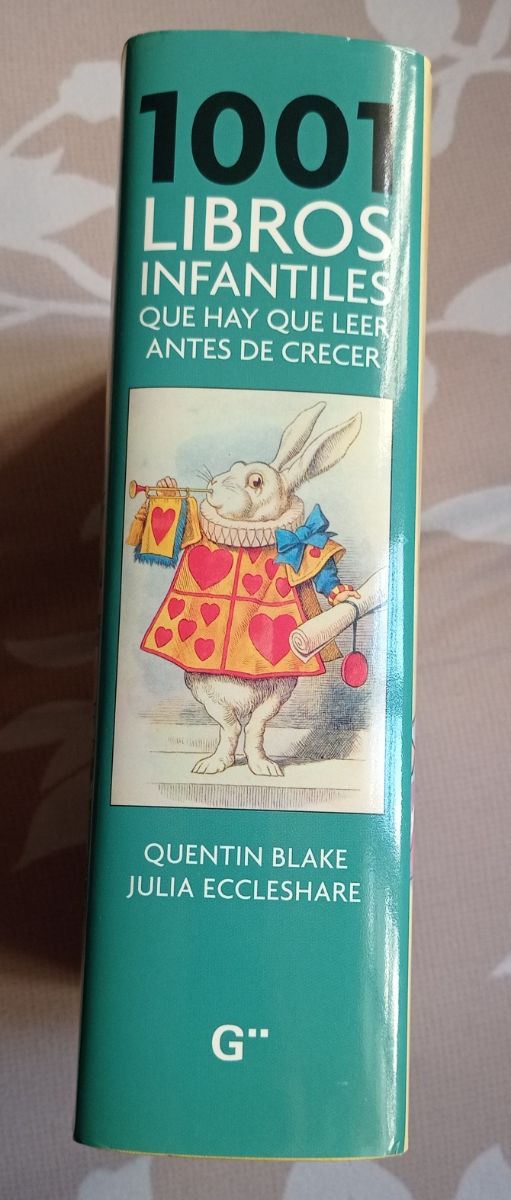 1001
LIBROS
INFANTILES
QUE HAY QUE LEER
ANTES DE CRECER
QUENTIN BLAKE
JULIA ECCLESHARE
G¨